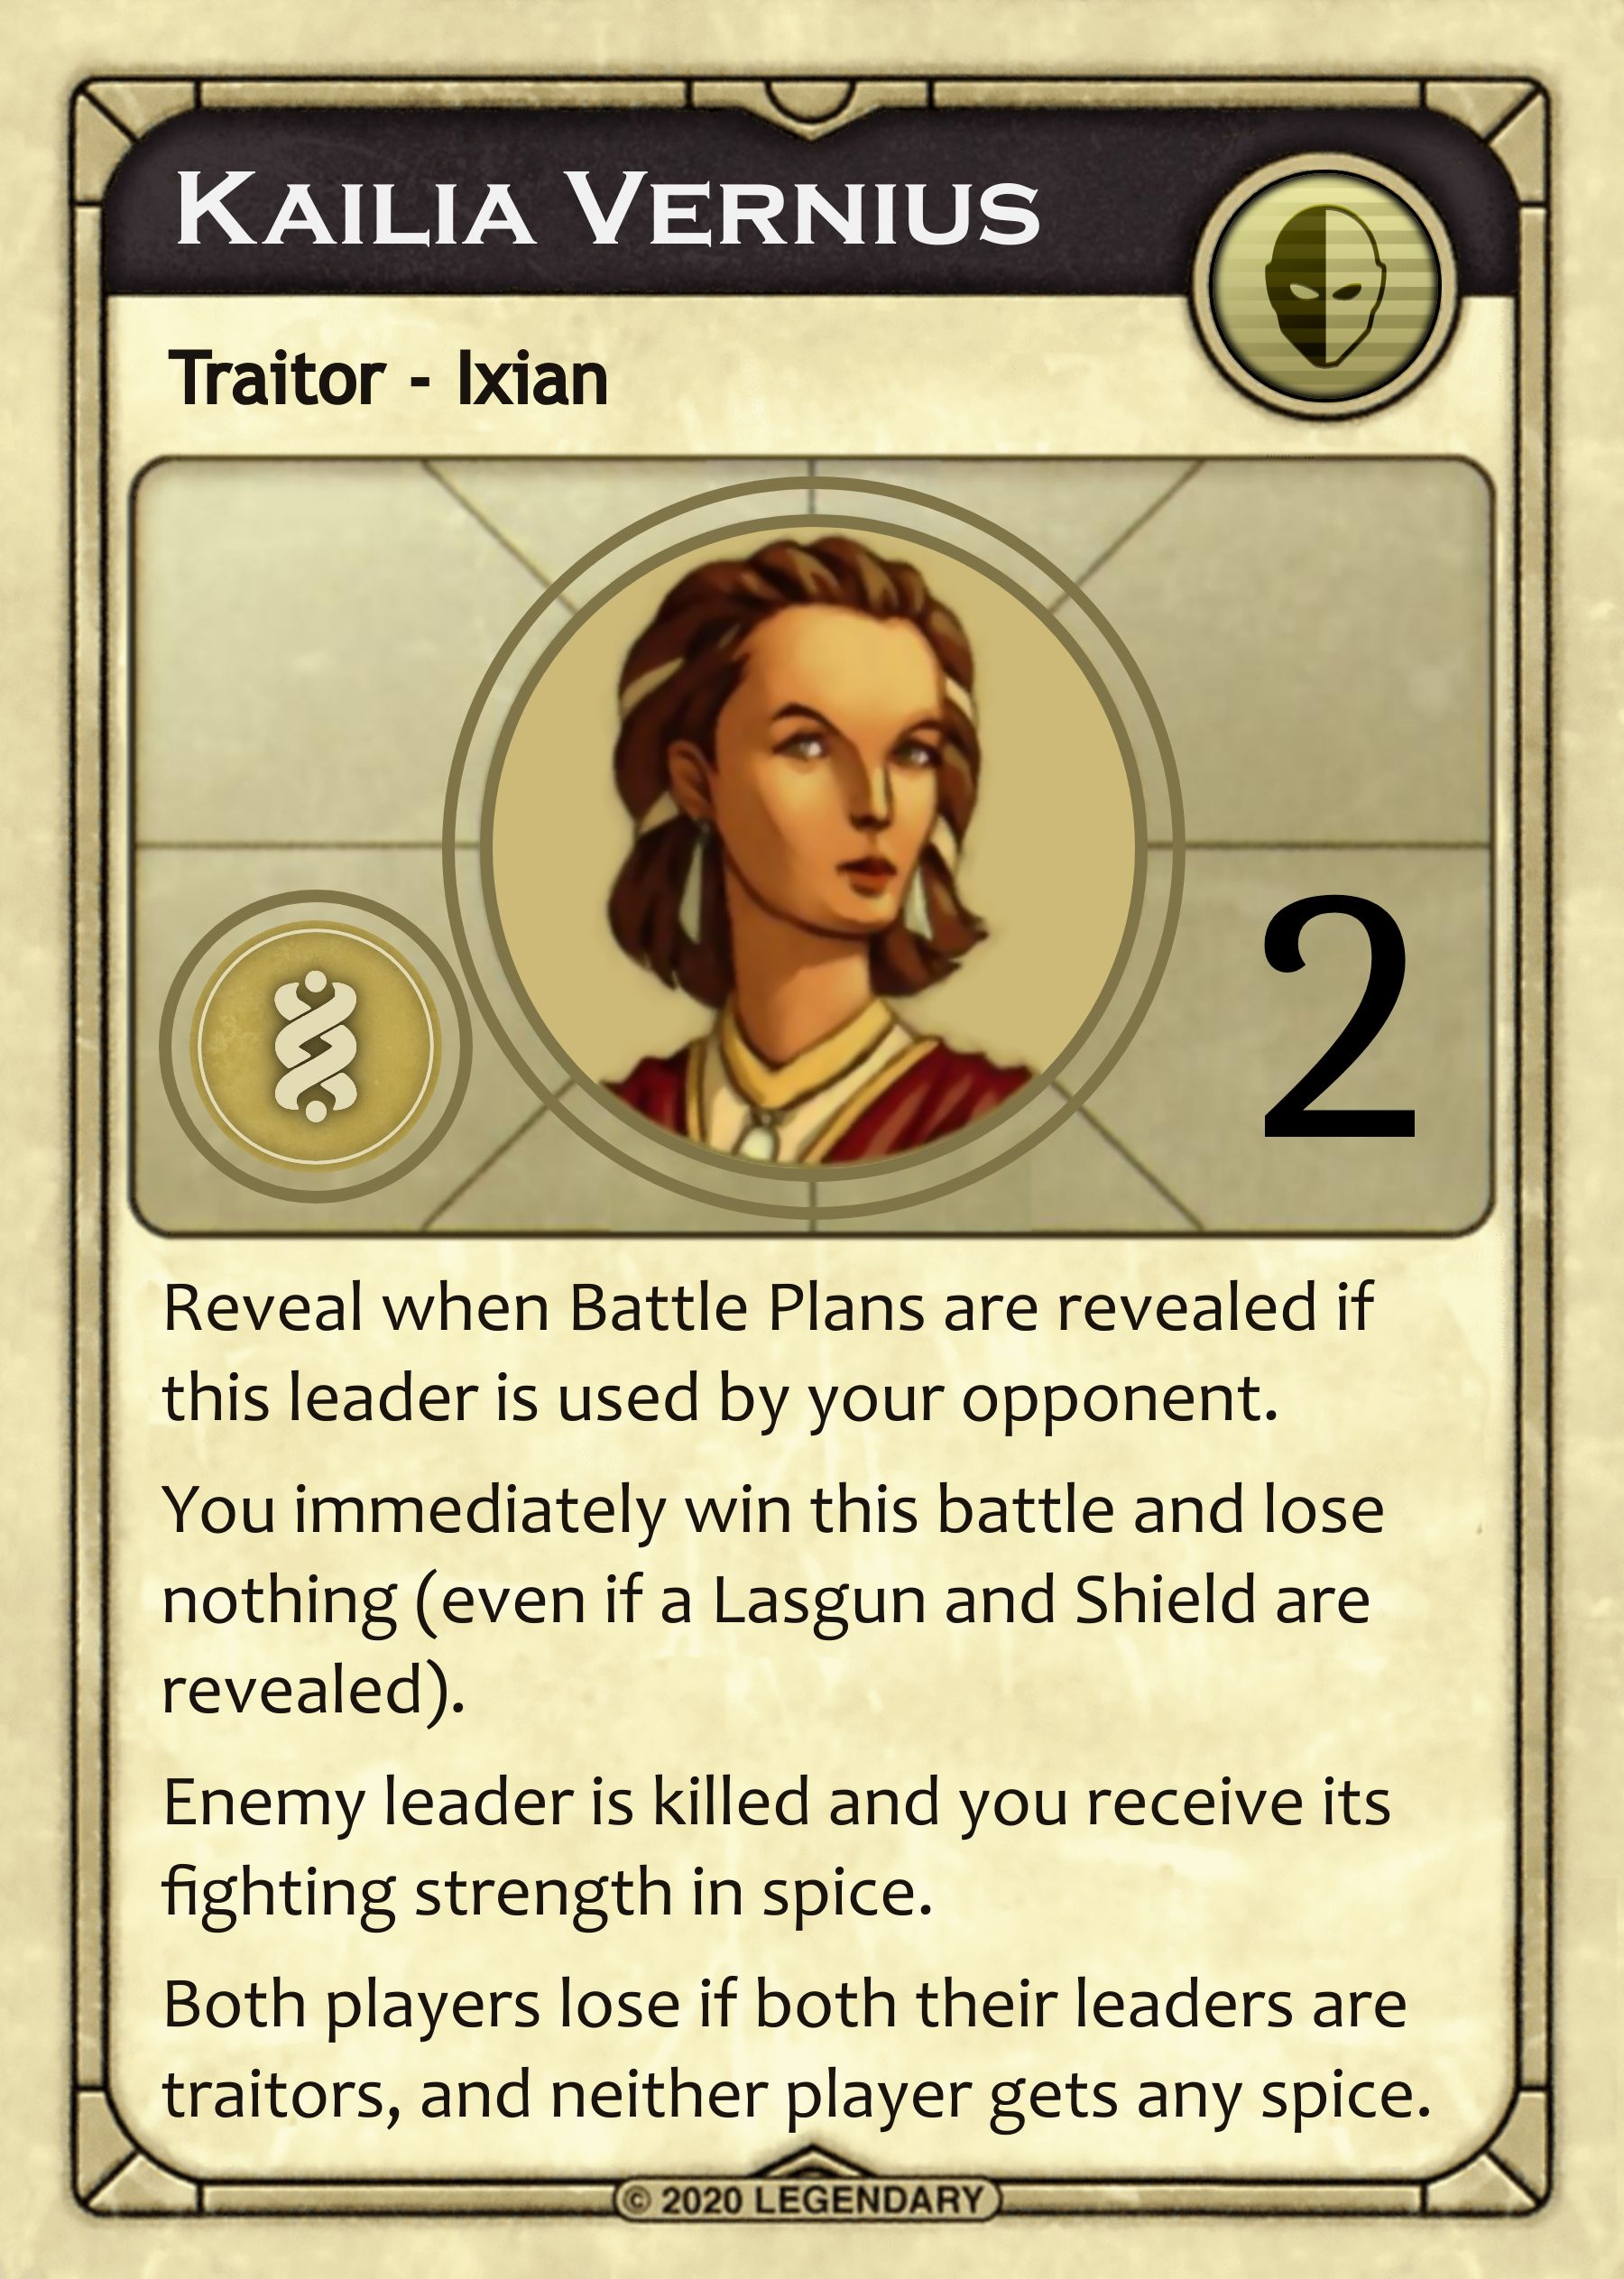 KAILIA VERNIUS
Traitor - Ixian
2
Reveal when Battle Plans are revealed if
this leader is used by your opponent.
You immediately win this battle and lose
nothing (even if a Lasgun and Shield are
revealed).
Enemy leader is killed and you receive its
fighting strength in spice.
Both players lose if both their leaders are
traitors, and neither player gets any spice.
© 2020 LEGENDARY